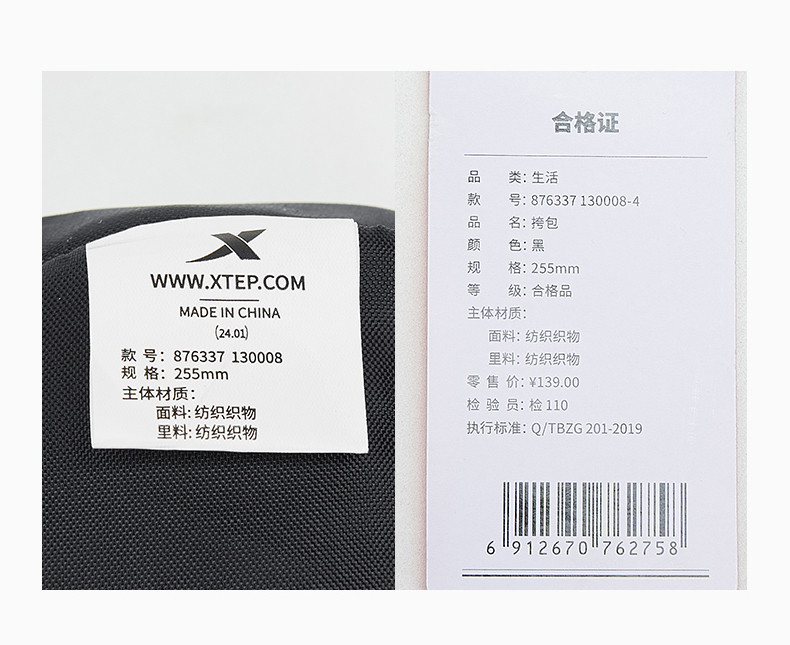 WWW.XTEP.COM
MADE IN CHINA
(24.01)
款 号: 876337 130008
规 格: 255mm
主体材质:
面料: 纺织织物
里料: 纺织织物
合格证
品 类: 生活
款 号: 876337 130008-4
品 名: 挎包
颜 色: 黑
规 格: 255mm
等 级: 合格品
主体材质:
面料: 纺织织物
里料: 纺织织物
零 售 价: ¥139.00
检 验 员: 检 110
执行标准: Q/TBZG 201-2019
6 912670 762758